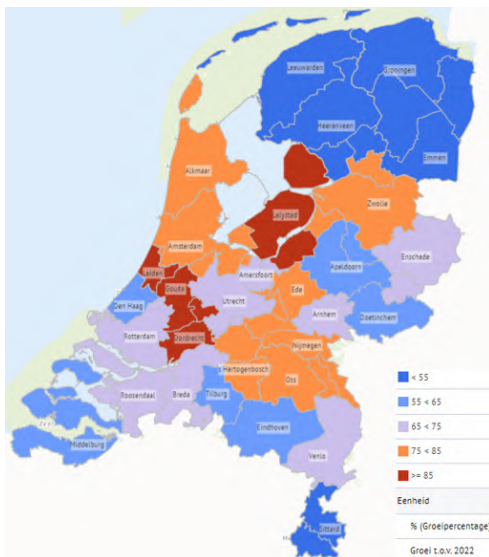 Leeuwarden
Groningen
Heerenveen
Emmen
Alkmaar
Lelystad
Zwolle
Amsterdam
Enschede
Leiden
Amersfoort
Apeldoorn
Gouda
Ede
Den Haag
Utrecht
Arnhem
Doetinchem
Rotterdam
Dordrecht
Nijmegen
's Hertogenbosch
Oss
Roosendaal
Breda
Tilburg
Eindhoven
Middelburg
Venlo
Sittard
< 55
55 < 65
65 < 75
75 < 85
>= 85
Eenheid
% (Groeipercentage)
Groei t.o.v. 2022